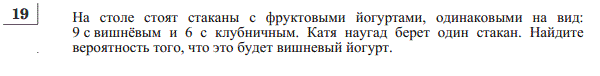 19
На столе стоят стаканы с фруктовыми йогуртами, одинаковыми на вид:
9 с вишнёвым и 6 с клубничным. Катя наугад берет один стакан. Найдите
вероятность того, что это будет вишневый йогурт.